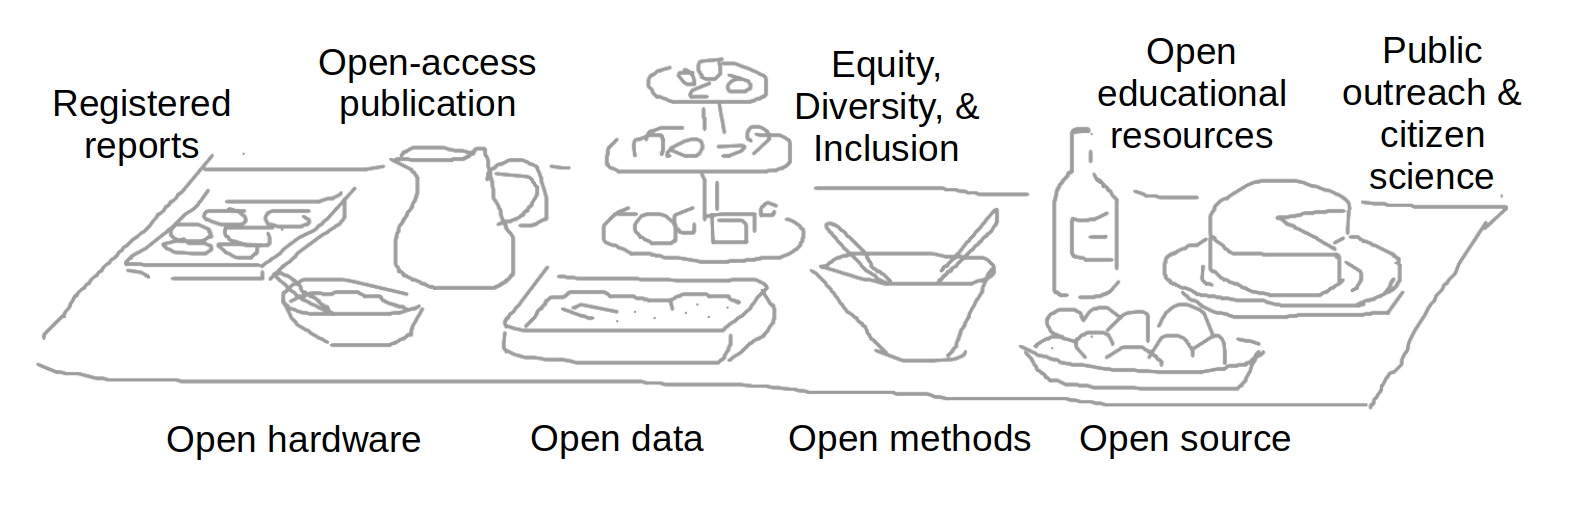 Registered
reports
Open-access
publication
Equity,
Diversity, &
Inclusion
Open
educational
resources
Public
outreach &
citizen
science
Open hardware
Open data
Open methods
Open source